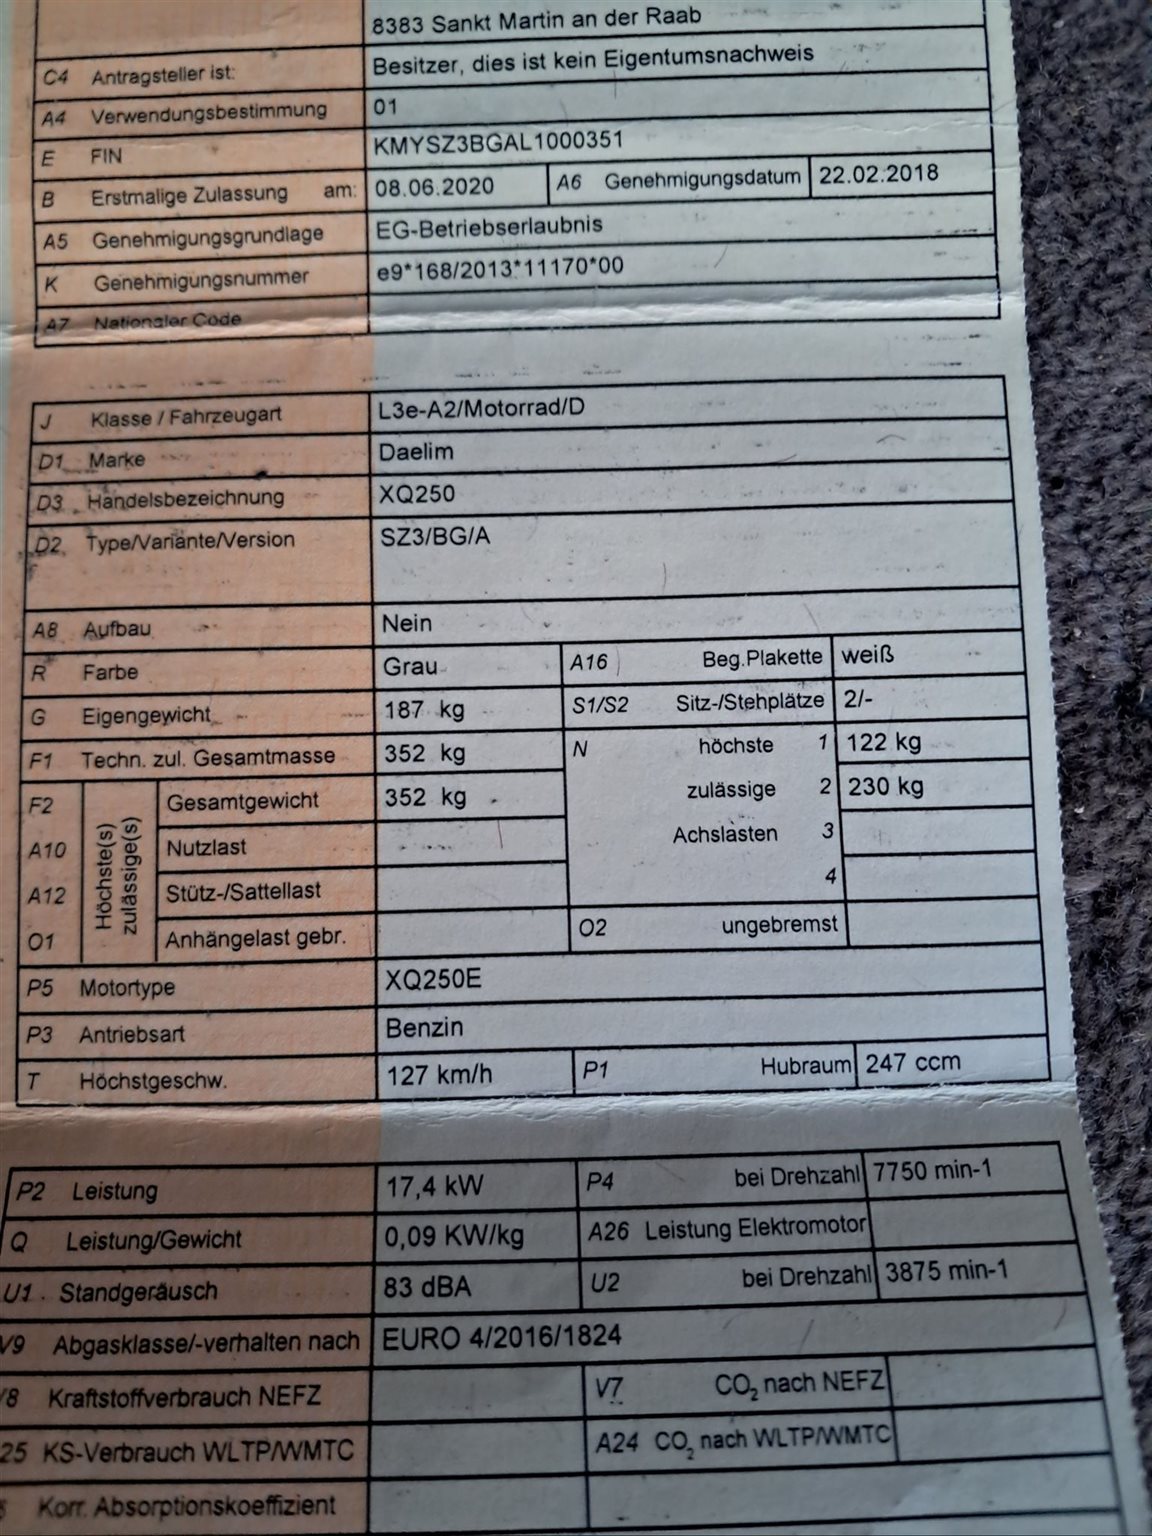 8383 Sankt Martin an der Raab
C4 Antragsteller ist: Besitzer, dies ist kein Eigentumsnachweis
A4 Verwendungsbestimmung 01
E FIN KMYSZ3BGAL1000351
B Erstmalige Zulassung am: 08.06.2020 A6 Genehmigungsdatum 22.02.2018
A5 Genehmigungsgrundlage EG-Betriebserlaubnis
K Genehmigungsnummer e9*168/2013*11170*00
A7 Nationaler Code
J Klasse / Fahrzeugart L3e-A2/Motorrad/D
D1 Marke Daelim
D3 Handelsbezeichnung XQ250
D2 Type/Variante/Version SZ3/BG/A
A8 Aufbau Nein
R Farbe Grau A16 Beg.Plakette weiß
G Eigengewicht 187 kg S1/S2 Sitz-/Stehplätze 2/-
F1 Techn. zul. Gesamtmasse 352 kg N höchste 1 122 kg
F2 Höchste(s) zulässige(s) Gesamtgewicht 352 kg zulässige 2 230 kg
A10 Nutzlast Achslasten 3
A12 Stütz-/Sattellast 4
O1 Anhängelast gebr. O2 ungebremst
P5 Motortype XQ250E
P3 Antriebsart Benzin
T Höchstgeschw. 127 km/h P1 Hubraum 247 ccm
P2 Leistung 17,4 kW P4 bei Drehzahl 7750 min-1
Q Leistung/Gewicht 0,09 KW/kg A26 Leistung Elektromotor
U1 Standgeräusch 83 dBA U2 bei Drehzahl 3875 min-1
V9 Abgasklasse/-verhalten nach EURO 4/2016/1824
V8 Kraftstoffverbrauch NEFZ V7 CO₂ nach NEFZ
25 KS-Verbrauch WLTP/WMTC A24 CO₂ nach WLTP/WMTC
Korr. Absorptionskoeffizient